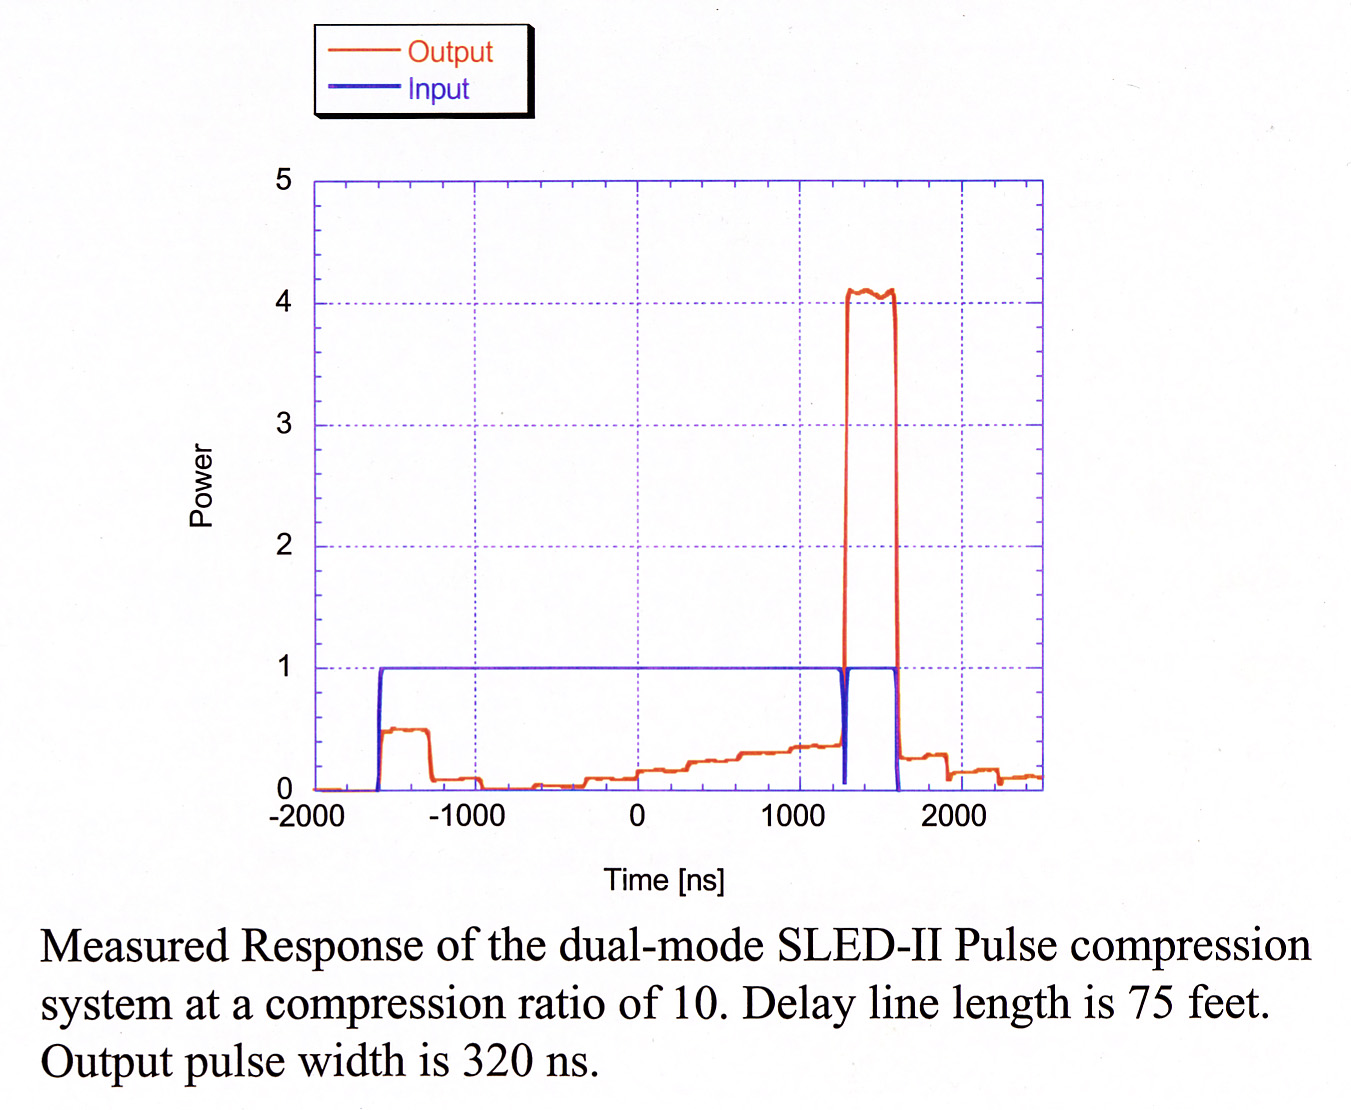 Output
Input
5
4
3
2
1
0
Power
-2000 -1000 0 1000 2000
Time [ns]
Measured Response of the dual-mode SLED-II Pulse compression
system at a compression ratio of 10. Delay line length is 75 feet.
Output pulse width is 320 ns.